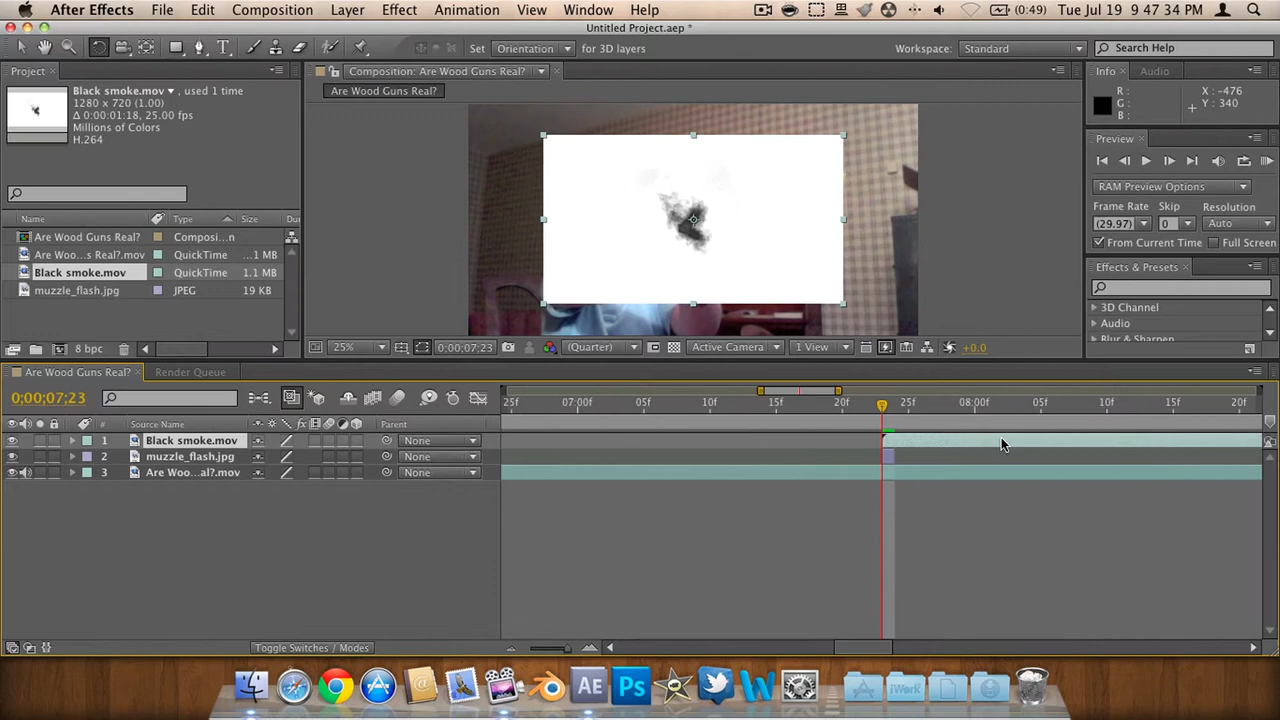 After Effects File Edit Composition Layer Effect Animation View Window Help (0:49) Tue Jul 19 9:47:34 PM
Untitled Project.aep *
Set Orientation for 3D layers Workspace: Standard Search Help
Project
Black smoke.mov ▾ , used 1 time
1280 x 720 (1.00)
Δ 0:00:01:18, 25.00 fps
Millions of Colors
H.264
Name Type Size Du
Are Wood Guns Real? Composi...n
Are Woo...s Real?.mov QuickTime ...1 MB
Black smoke.mov QuickTime 1.1 MB
muzzle_flash.jpg JPEG 19 KB
8 bpc
Composition: Are Wood Guns Real?
Are Wood Guns Real?
25% 0;00;07;23 (Quarter) Active Camera 1 View +0.0
Info Audio
R : X : -476
G : Y : 340
B :
A :
Preview
RAM Preview Options
Frame Rate Skip Resolution
(29.97) 0 Auto
From Current Time Full Screen
Effects & Presets
3D Channel
Audio
Blur & Sharpen
Are Wood Guns Real? Render Queue
0;00;07;23
25f 07:00f 05f 10f 15f 20f 25f 08:00f 05f 10f 15f 20f
# Source Name Parent
1 Black smoke.mov None
2 muzzle_flash.jpg None
3 Are Woo...al?.mov None
Toggle Switches / Modes
AE Ps W iWork